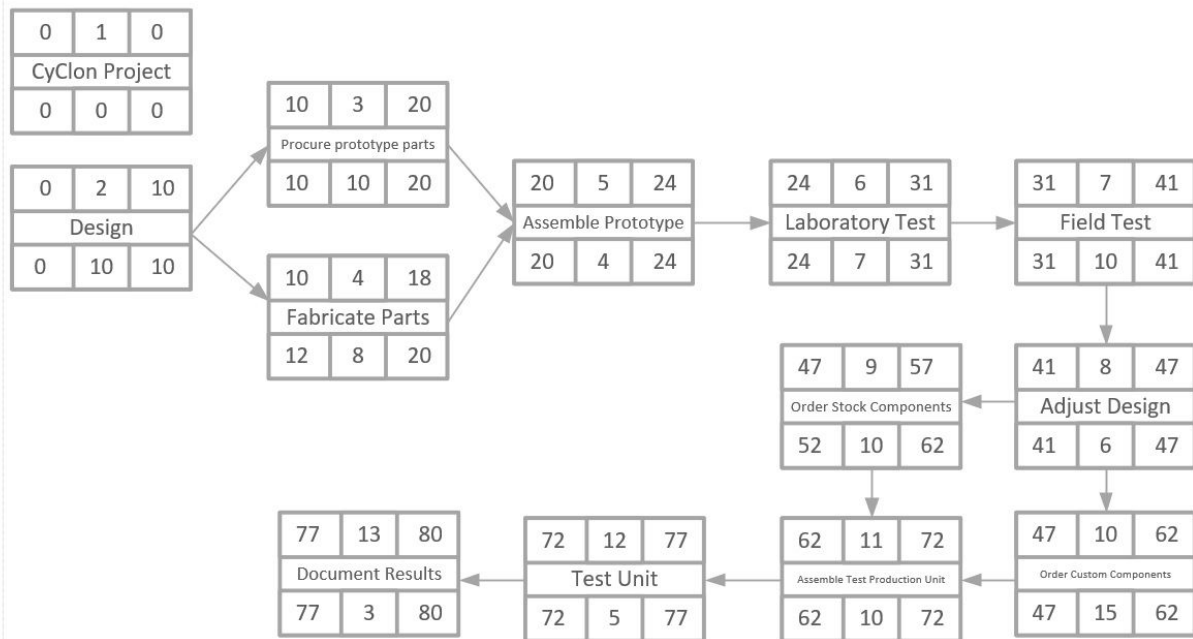 0 1 0
CyClon Project
0 0 0
0 2 10
Design
0 10 10
10 3 20
Procure prototype parts
10 10 20
10 4 18
Fabricate Parts
12 8 20
20 5 24
Assemble Prototype
20 4 24
24 6 31
Laboratory Test
24 7 31
31 7 41
Field Test
31 10 41
41 8 47
Adjust Design
41 6 47
47 9 57
Order Stock Components
52 10 62
47 10 62
Order Custom Components
47 15 62
62 11 72
Assemble Test Production Unit
62 10 72
72 12 77
Test Unit
72 5 77
77 13 80
Document Results
77 3 80